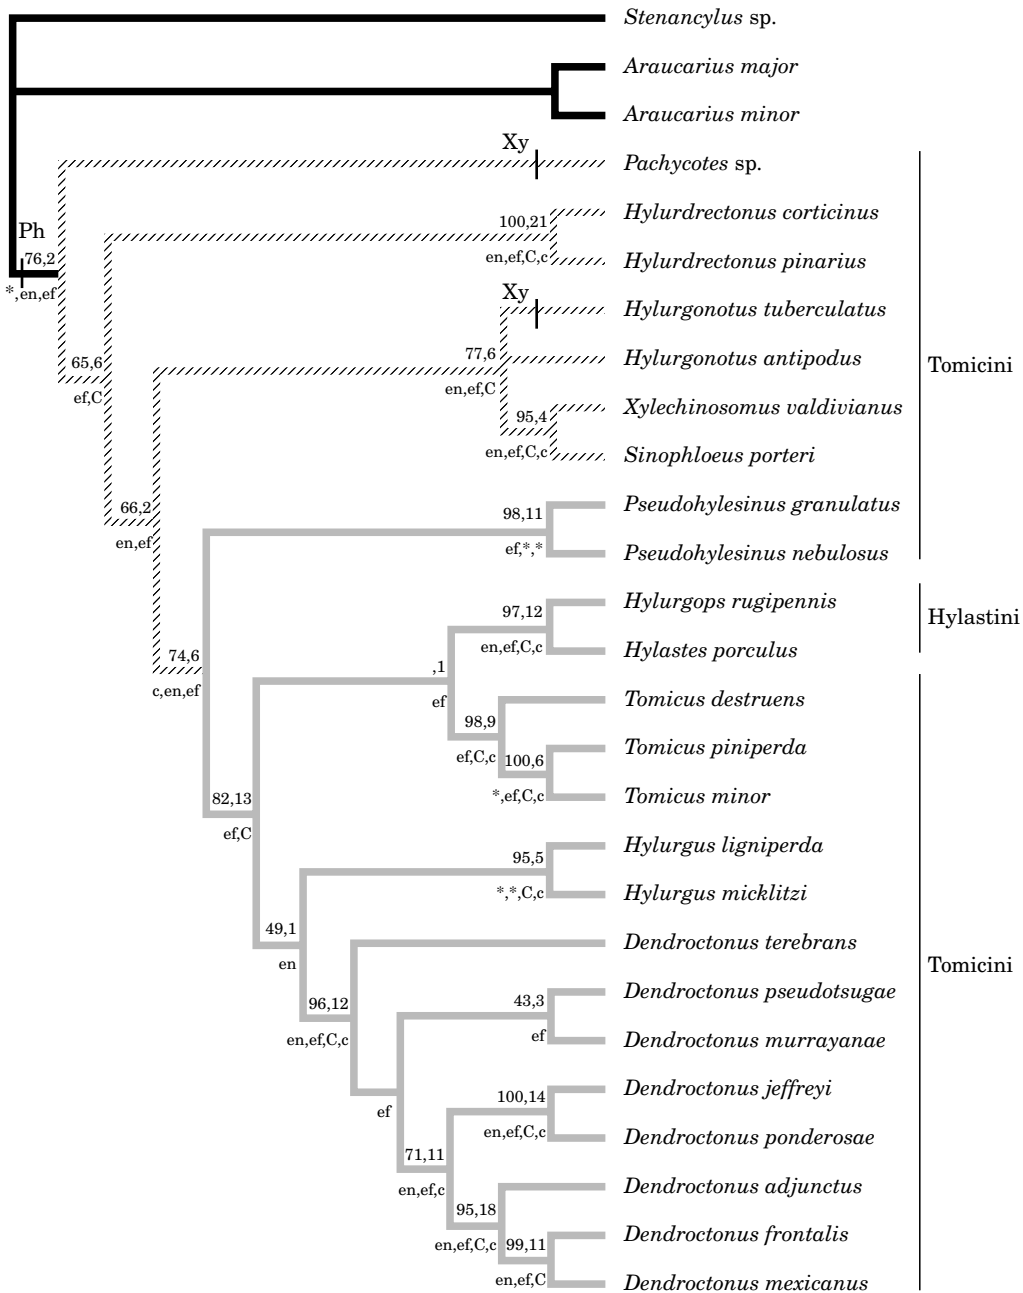 Stenancylus sp.
Araucarius major
Araucarius minor
Xy
Pachycotes sp.
Hylurdrectonus corticinus
100,21
Ph
76,2
en,ef,C,c
Hylurdrectonus pinarius
*,en,ef
Xy
Hylurgonotus tuberculatus
77,6
Hylurgonotus antipodus
65,6
Tomicini
ef,C
en,ef,C
Xylechinosomus valdivianus
95,4
en,ef,C,c
Sinophloeus porteri
66,2
98,11
Pseudohylesinus granulatus
en,ef
ef,*,*
Pseudohylesinus nebulosus
Hylurgops rugipennis
97,12
Hylastini
en,ef,C,c
Hylastes porculus
74,6
,1
c,en,ef
ef
Tomicus destruens
98,9
ef,C,c
100,6
Tomicus piniperda
*,ef,C,c
Tomicus minor
82,13
ef,C
Hylurgus ligniperda
95,5
*,*,C,c
Hylurgus micklitzi
49,1
Dendroctonus terebrans
en
Tomicini
96,12
43,3
Dendroctonus pseudotsugae
en,ef,C,c
ef
Dendroctonus murrayanae
100,14
Dendroctonus jeffreyi
ef
en,ef,C,c
Dendroctonus ponderosae
71,11
en,ef,c
Dendroctonus adjunctus
95,18
en,ef,C,c
99,11
Dendroctonus frontalis
en,ef,C
Dendroctonus mexicanus